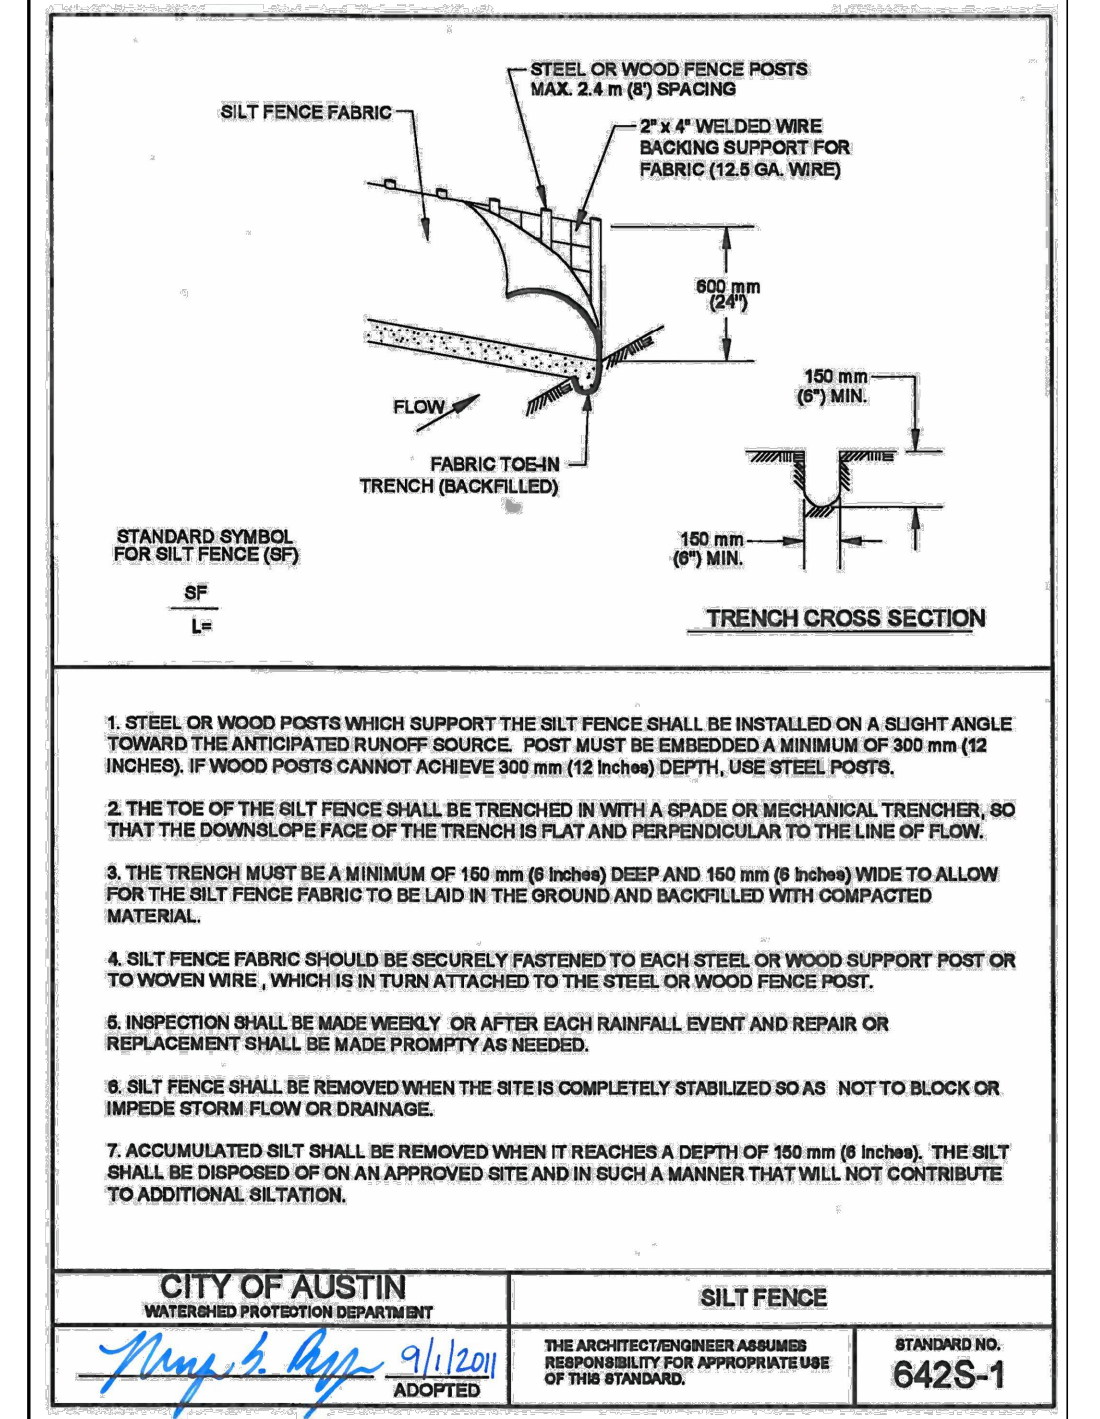 STEEL OR WOOD FENCE POSTS
MAX. 2.4 m (8') SPACING
SILT FENCE FABRIC
2" x 4" WELDED WIRE
BACKING SUPPORT FOR
FABRIC (12.5 GA. WIRE)
600 mm
(24")
150 mm
(6") MIN.
FLOW
FABRIC TOE-IN
TRENCH (BACKFILLED)
STANDARD SYMBOL
FOR SILT FENCE (SF)
150 mm
(6") MIN.
SF
L=
TRENCH CROSS SECTION
1. STEEL OR WOOD POSTS WHICH SUPPORT THE SILT FENCE SHALL BE INSTALLED ON A SLIGHT ANGLE
TOWARD THE ANTICIPATED RUNOFF SOURCE. POST MUST BE EMBEDDED A MINIMUM OF 300 mm (12
INCHES). IF WOOD POSTS CANNOT ACHIEVE 300 mm (12 inches) DEPTH, USE STEEL POSTS.
2. THE TOE OF THE SILT FENCE SHALL BE TRENCHED IN WITH A SPADE OR MECHANICAL TRENCHER, SO
THAT THE DOWNSLOPE FACE OF THE TRENCH IS FLAT AND PERPENDICULAR TO THE LINE OF FLOW.
3. THE TRENCH MUST BE A MINIMUM OF 150 mm (6 inches) DEEP AND 150 mm (6 inches) WIDE TO ALLOW
FOR THE SILT FENCE FABRIC TO BE LAID IN THE GROUND AND BACKFILLED WITH COMPACTED
MATERIAL.
4. SILT FENCE FABRIC SHOULD BE SECURELY FASTENED TO EACH STEEL OR WOOD SUPPORT POST OR
TO WOVEN WIRE, WHICH IS IN TURN ATTACHED TO THE STEEL OR WOOD FENCE POST.
5. INSPECTION SHALL BE MADE WEEKLY OR AFTER EACH RAINFALL EVENT AND REPAIR OR
REPLACEMENT SHALL BE MADE PROMPTY AS NEEDED.
6. SILT FENCE SHALL BE REMOVED WHEN THE SITE IS COMPLETELY STABILIZED SO AS NOT TO BLOCK OR
IMPEDE STORM FLOW OR DRAINAGE.
7. ACCUMULATED SILT SHALL BE REMOVED WHEN IT REACHES A DEPTH OF 150 mm (6 inches). THE SILT
SHALL BE DISPOSED OF ON AN APPROVED SITE AND IN SUCH A MANNER THAT WILL NOT CONTRIBUTE
TO ADDITIONAL SILTATION.
CITY OF AUSTIN
WATERSHED PROTECTION DEPARTMENT
SILT FENCE
9/1/2011
ADOPTED
THE ARCHITECT/ENGINEER ASSUMES
RESPONSIBILITY FOR APPROPRIATE USE
OF THIS STANDARD.
STANDARD NO.
642S-1